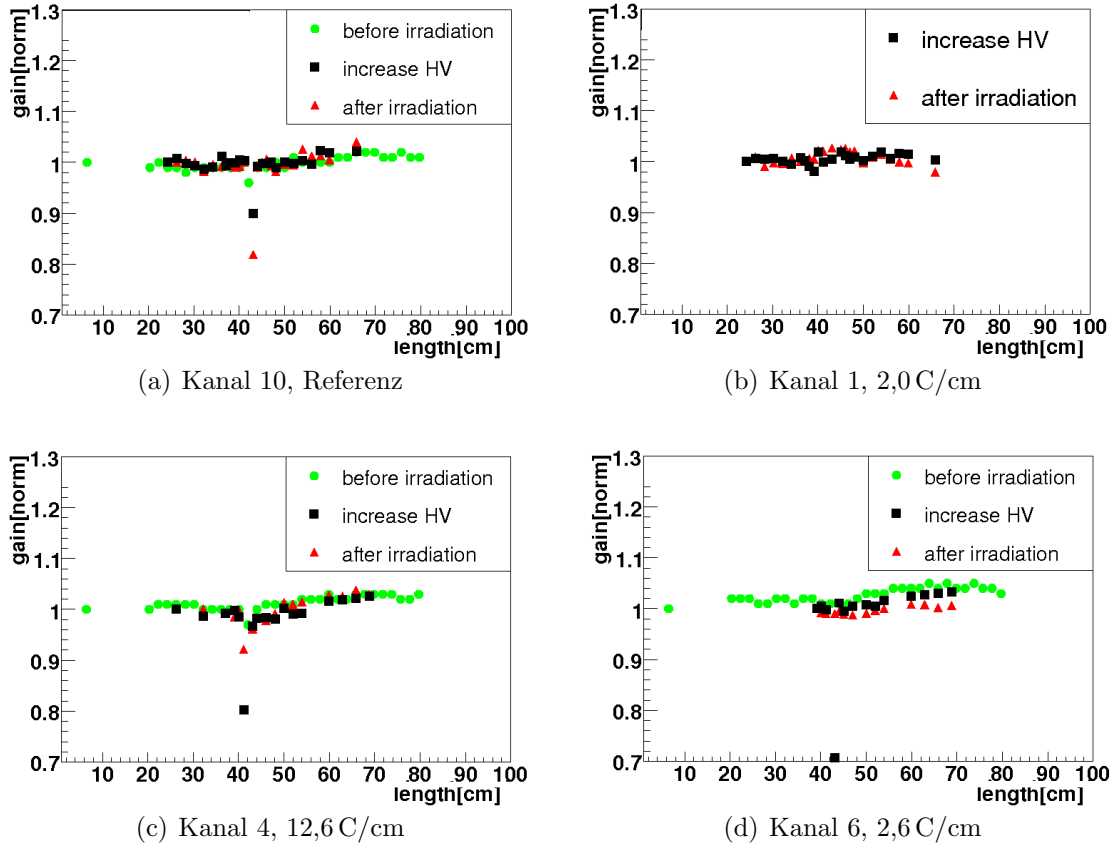 gain[norm]
1.3
1.2
1.1
1
0.9
0.8
0.7
before irradiation
increase HV
after irradiation
10 20 30 40 50 60 70 80 90 100
length[cm]
(a) Kanal 10, Referenz
gain[norm]
1.3
1.2
1.1
1
0.9
0.8
0.7
increase HV
after irradiation
10 20 30 40 50 60 70 80 90 100
length[cm]
(b) Kanal 1, 2,0 C/cm
gain[norm]
1.3
1.2
1.1
1
0.9
0.8
0.7
before irradiation
increase HV
after irradiation
10 20 30 40 50 60 70 80 90 100
length[cm]
(c) Kanal 4, 12,6 C/cm
gain[norm]
1.3
1.2
1.1
1
0.9
0.8
0.7
before irradiation
increase HV
after irradiation
10 20 30 40 50 60 70 80 90 100
length[cm]
(d) Kanal 6, 2,6 C/cm